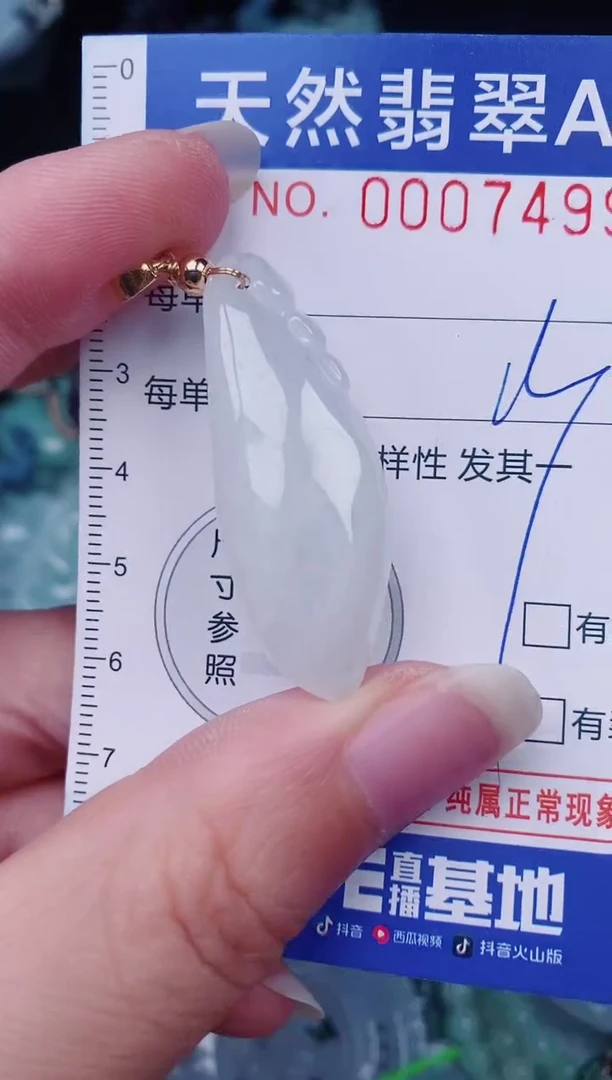 0
天然翡翠A
NO. 0007499
每单
3
每单
4
样性 发其一
5
寸
参
照
有
6
有
7
纯属正常现象
直播基地
抖音 西瓜视频 抖音火山版